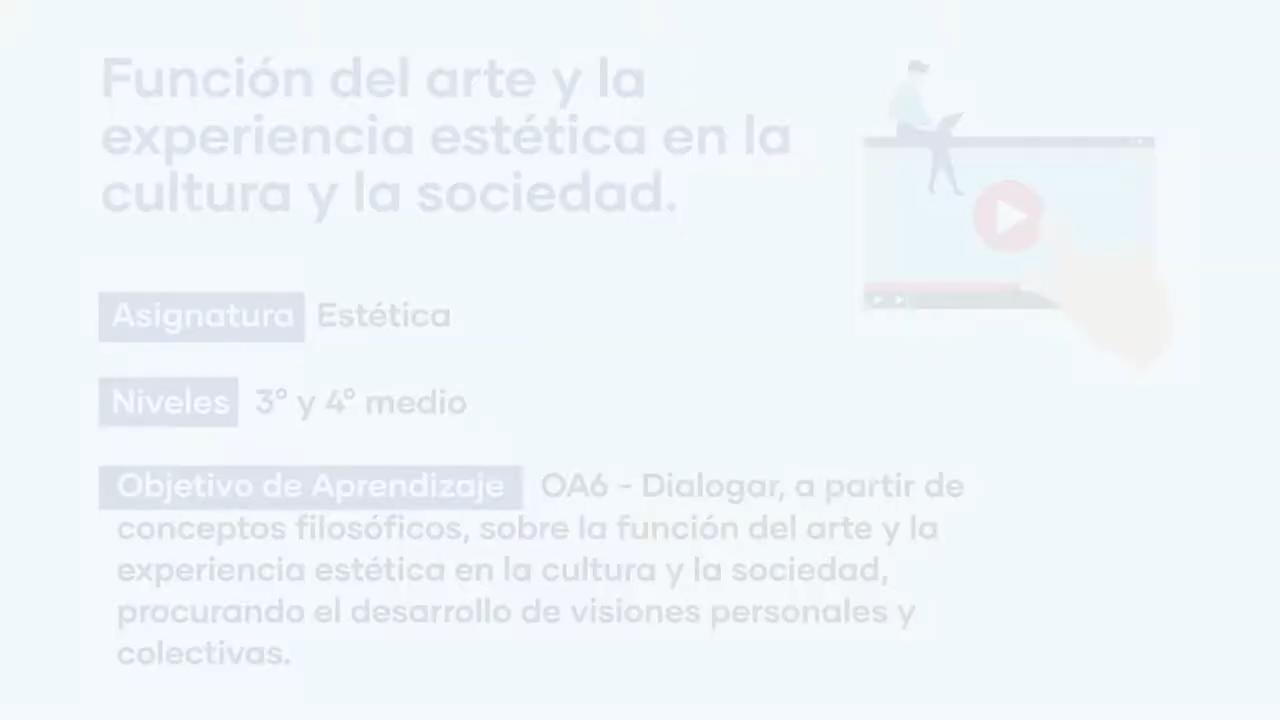 Función del arte y la
experiencia estética en la
cultura y la sociedad.
Asignatura Estética
Niveles 3° y 4° medio
Objetivo de Aprendizaje OA6 - Dialogar, a partir de
conceptos filosóficos, sobre la función del arte y la
experiencia estética en la cultura y la sociedad,
procurando el desarrollo de visiones personales y
colectivas.